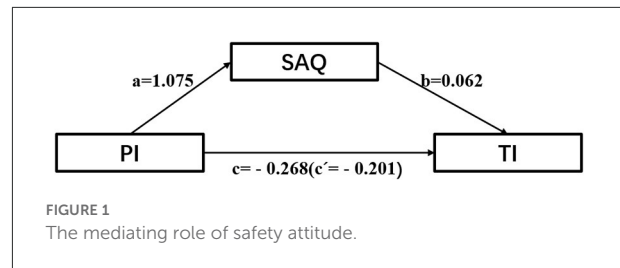 SAQ
a=1.075
b=0.062
PI
TI
c= - 0.268(c´= - 0.201)
FIGURE 1
The mediating role of safety attitude.